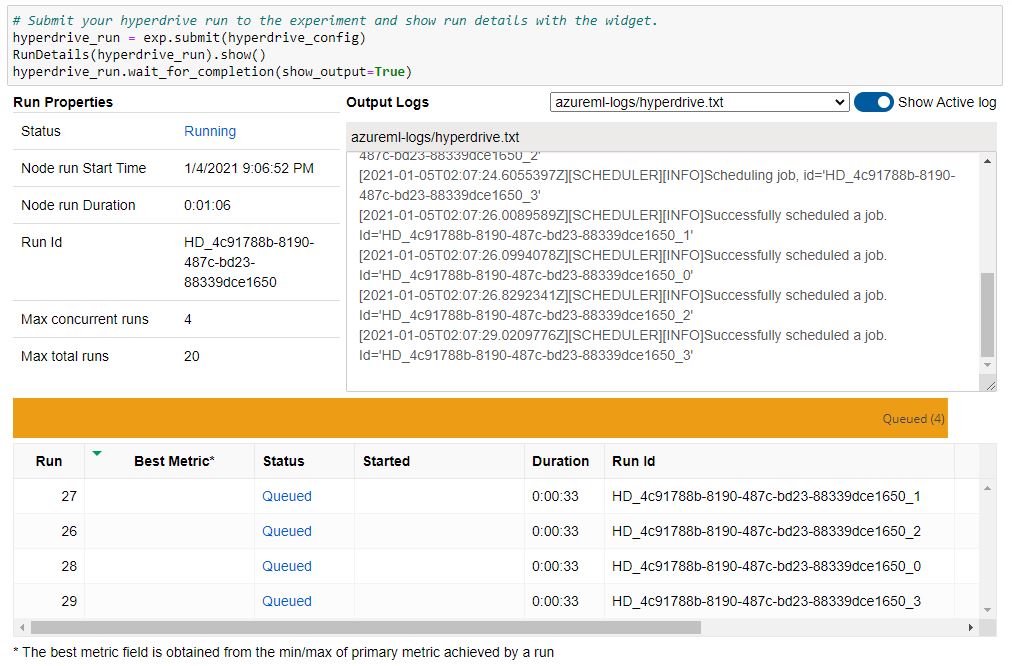 # Submit your hyperdrive run to the experiment and show run details with the widget.
hyperdrive_run = exp.submit(hyperdrive_config)
RunDetails(hyperdrive_run).show()
hyperdrive_run.wait_for_completion(show_output=True)
Run Properties
Status Running
Node run Start Time 1/4/2021 9:06:52 PM
Node run Duration 0:01:06
Run Id HD_4c91788b-8190-
487c-bd23-
88339dce1650
Max concurrent runs 4
Max total runs 20
Output Logs azureml-logs/hyperdrive.txt Show Active log
azureml-logs/hyperdrive.txt
487c-bd23-88339dce1650_2'
[2021-01-05T02:07:24.6055397Z][SCHEDULER][INFO]Scheduling job, id='HD_4c91788b-8190-
487c-bd23-88339dce1650_3'
[2021-01-05T02:07:26.0089589Z][SCHEDULER][INFO]Successfully scheduled a job.
Id='HD_4c91788b-8190-487c-bd23-88339dce1650_1'
[2021-01-05T02:07:26.0994078Z][SCHEDULER][INFO]Successfully scheduled a job.
Id='HD_4c91788b-8190-487c-bd23-88339dce1650_0'
[2021-01-05T02:07:26.8292341Z][SCHEDULER][INFO]Successfully scheduled a job.
Id='HD_4c91788b-8190-487c-bd23-88339dce1650_2'
[2021-01-05T02:07:29.0209776Z][SCHEDULER][INFO]Successfully scheduled a job.
Id='HD_4c91788b-8190-487c-bd23-88339dce1650_3'
Queued (4)
Run Best Metric* Status Started Duration Run Id
27 Queued 0:00:33 HD_4c91788b-8190-487c-bd23-88339dce1650_1
26 Queued 0:00:33 HD_4c91788b-8190-487c-bd23-88339dce1650_2
28 Queued 0:00:33 HD_4c91788b-8190-487c-bd23-88339dce1650_0
29 Queued 0:00:33 HD_4c91788b-8190-487c-bd23-88339dce1650_3
* The best metric field is obtained from the min/max of primary metric achieved by a run